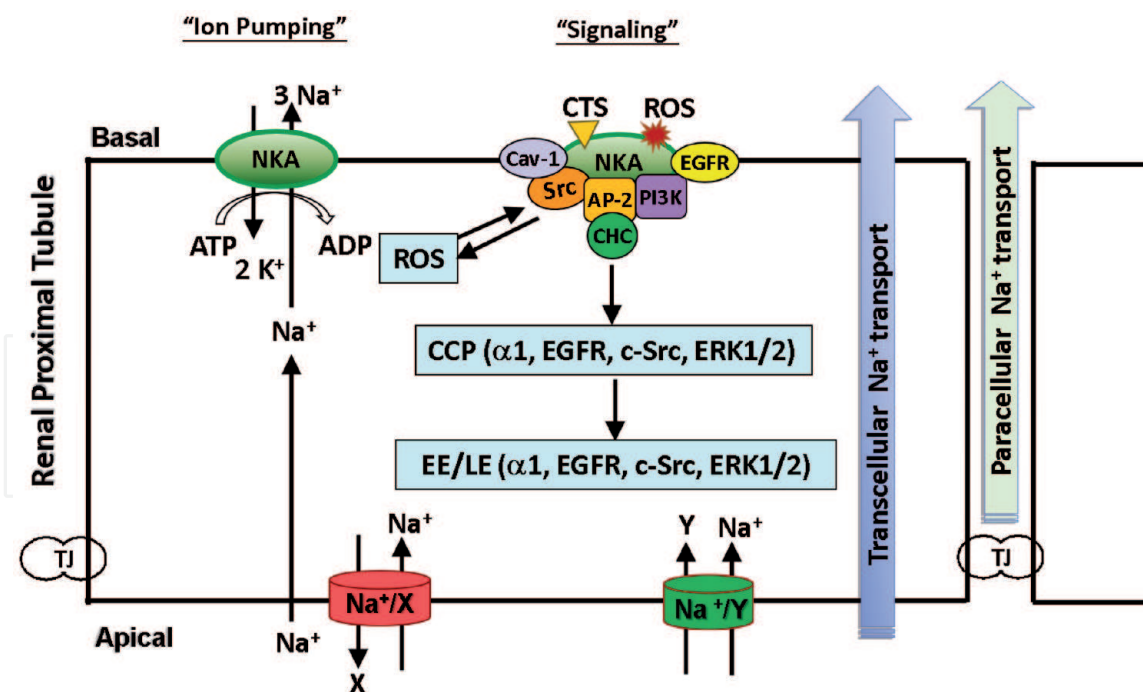 "Ion Pumping"
"Signaling"
3 Na⁺
CTS
ROS
Basal
NKA
Cav-1
NKA
EGFR
Src
AP-2
PI3K
CHC
ATP
ADP
2 K⁺
ROS
Renal Proximal Tubule
Na⁺
CCP (α1, EGFR, c-Src, ERK1/2)
EE/LE (α1, EGFR, c-Src, ERK1/2)
Transcellular Na⁺ transport
Paracellular Na⁺ transport
TJ
Na⁺
Y
Na⁺
TJ
Na⁺/X
Na⁺/Y
Apical
Na⁺
X